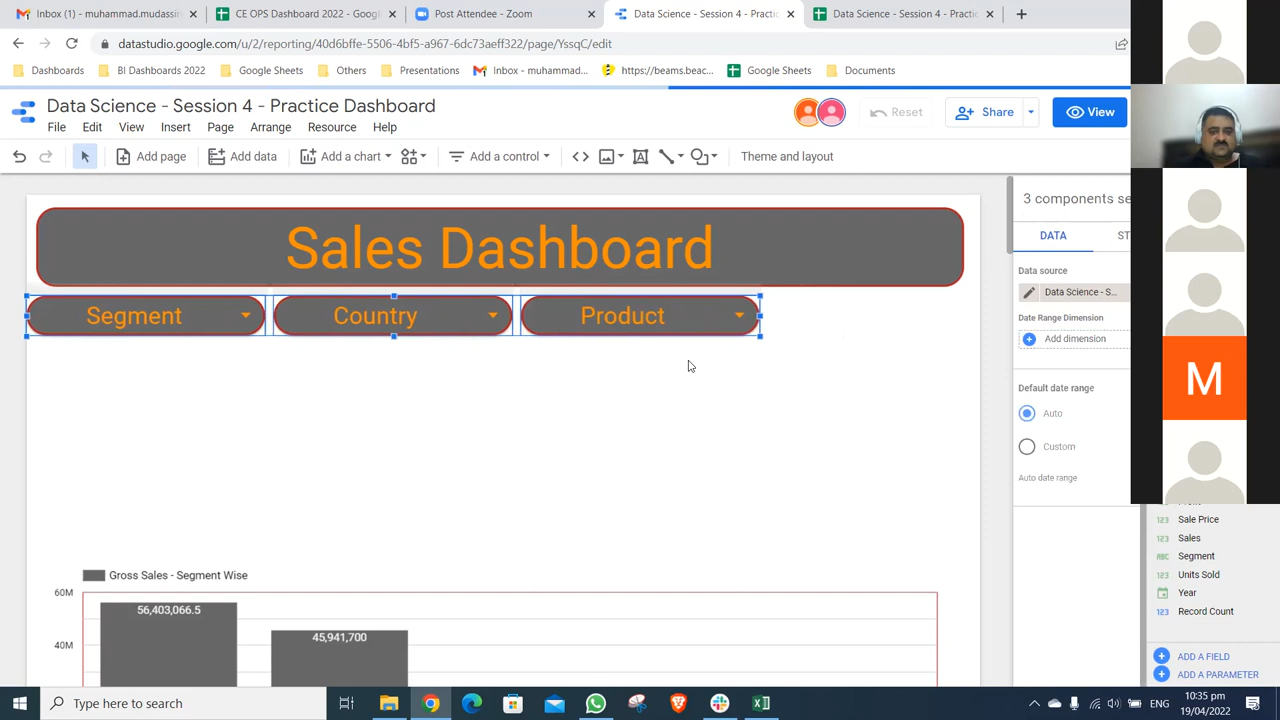 Inbox (1) - muhammad.mudassir
CE OPS Dashboard 2022 - Googl
Post Attendee - Zoom
Data Science - Session 4 - Practic
Data Science - Session 4 - Practic
datastudio.google.com/u/2/reporting/40d6bffe-5506-4bf5-a967-6dc73aeff322/page/YssqC/edit
Dashboards
BI Dashboards 2022
Google Sheets
Others
Presentations
Inbox - muhammad...
https://beams.beac...
Google Sheets
Documents
Data Science - Session 4 - Practice Dashboard
Reset
Share
View
File Edit View Insert Page Arrange Resource Help
Add page
Add data
Add a chart
Add a control
Theme and layout
Sales Dashboard
Segment
Country
Product
3 components se
DATA
ST
Data source
Data Science - S...
Date Range Dimension
Add dimension
Default date range
Auto
Custom
Auto date range
M
Sale Price
Sales
Segment
Units Sold
Year
Record Count
ADD A FIELD
ADD A PARAMETER
Gross Sales - Segment Wise
60M
56,403,066.5
45,941,700
40M
Type here to search
ENG
10:35 pm
19/04/2022